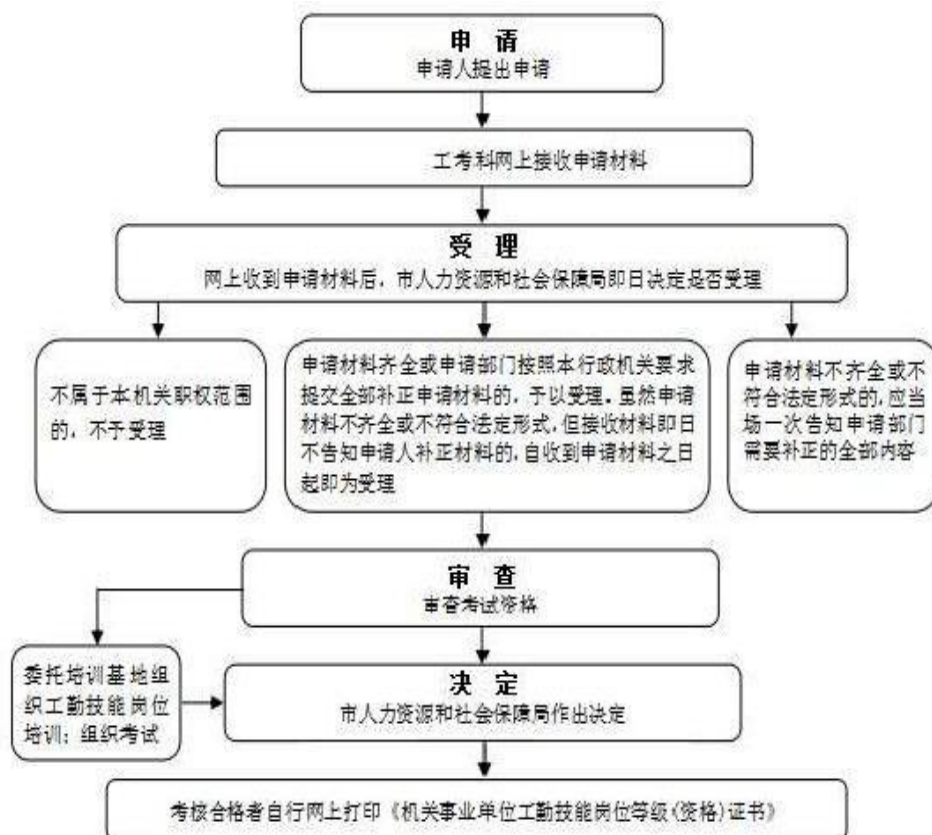 申 请
申请人提出申请
工考科网上接收申请材料
受 理
网上收到申请材料后，市人力资源和社会保障局即日决定是否受理
不属于本机关职权范围
的，不予受理
申请材料齐全或申请部门按照本行政机关要求
提交全部补正申请材料的，予以受理。虽然申请
材料不齐全或不符合法定形式，但接收材料即日
不告知申请人补正材料的，自收到申请材料之日
起即为受理
申请材料不齐全或不
符合法定形式的，应当
场一次告知申请部门
需要补正的全部内容
审 查
审查考试资格
委托培训基地组
织工勤技能岗位
培训；组织考试
决 定
市人力资源和社会保障局作出决定
考核合格者自行网上打印《机关事业单位工勤技能岗位等级(资格)证书》